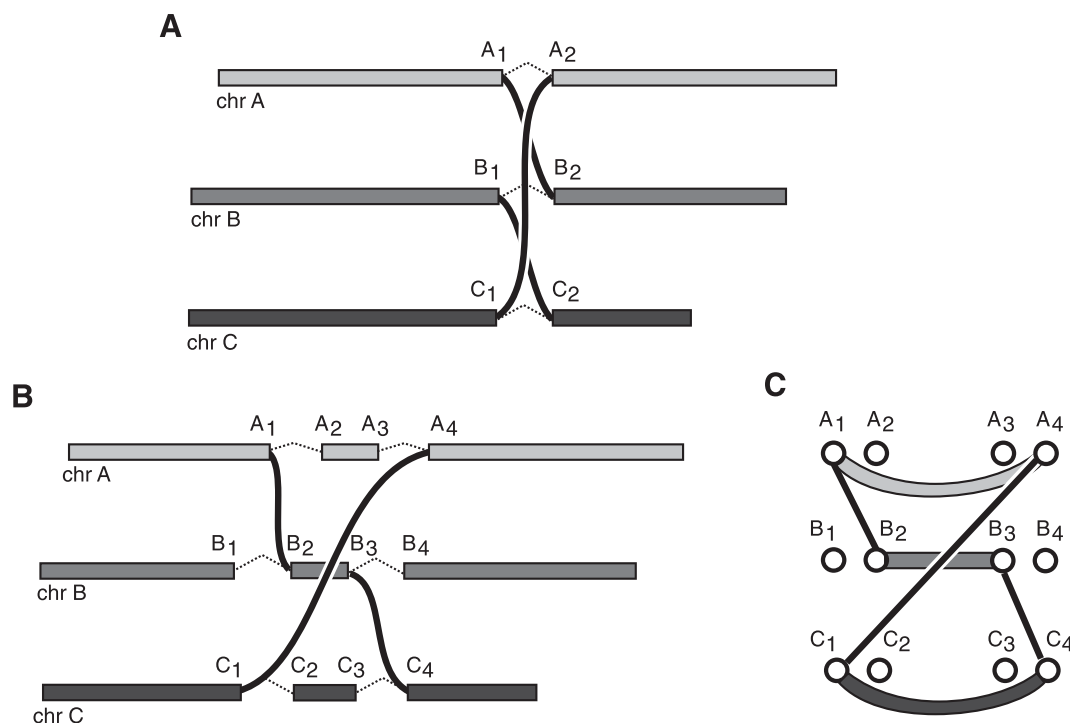 A
A1 A2
chr A
B1 B2
chr B
C1 C2
chr C
B
A1 A2 A3 A4
chr A
B1 B2 B3 B4
chr B
C1 C2 C3 C4
chr C
C
A1 A2 A3 A4
B1 B2 B3 B4
C1 C2 C3 C4